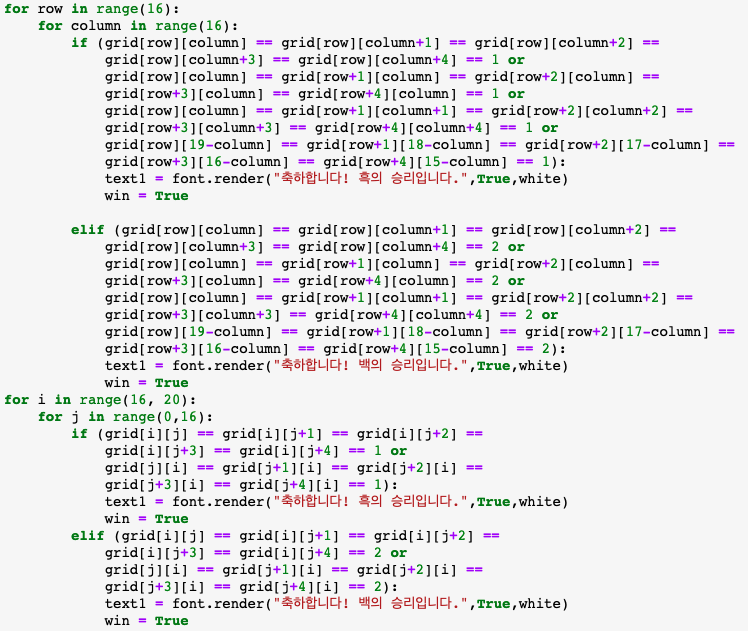 for row in range(16):
    for column in range(16):
        if (grid[row][column] == grid[row][column+1] == grid[row][column+2] ==
            grid[row][column+3] == grid[row][column+4] == 1 or
            grid[row][column] == grid[row+1][column] == grid[row+2][column] ==
            grid[row+3][column] == grid[row+4][column] == 1 or
            grid[row][column] == grid[row+1][column+1] == grid[row+2][column+2] ==
            grid[row+3][column+3] == grid[row+4][column+4] == 1 or
            grid[row][19-column] == grid[row+1][18-column] == grid[row+2][17-column] ==
            grid[row+3][16-column] == grid[row+4][15-column] == 1):
            text1 = font.render("축하합니다! 흑의 승리입니다.",True,white)
            win = True

        elif (grid[row][column] == grid[row][column+1] == grid[row][column+2] ==
            grid[row][column+3] == grid[row][column+4] == 2 or
            grid[row][column] == grid[row+1][column] == grid[row+2][column] ==
            grid[row+3][column] == grid[row+4][column] == 2 or
            grid[row][column] == grid[row+1][column+1] == grid[row+2][column+2] ==
            grid[row+3][column+3] == grid[row+4][column+4] == 2 or
            grid[row][19-column] == grid[row+1][18-column] == grid[row+2][17-column] ==
            grid[row+3][16-column] == grid[row+4][15-column] == 2):
            text1 = font.render("축하합니다! 백의 승리입니다.",True,white)
            win = True
for i in range(16, 20):
    for j in range(0,16):
        if (grid[i][j] == grid[i][j+1] == grid[i][j+2] ==
            grid[i][j+3] == grid[i][j+4] == 1 or
            grid[j][i] == grid[j+1][i] == grid[j+2][i] ==
            grid[j+3][i] == grid[j+4][i] == 1):
            text1 = font.render("축하합니다! 흑의 승리입니다.",True,white)
            win = True
        elif (grid[i][j] == grid[i][j+1] == grid[i][j+2] ==
            grid[i][j+3] == grid[i][j+4] == 2 or
            grid[j][i] == grid[j+1][i] == grid[j+2][i] ==
            grid[j+3][i] == grid[j+4][i] == 2):
            text1 = font.render("축하합니다! 백의 승리입니다.",True,white)
            win = True